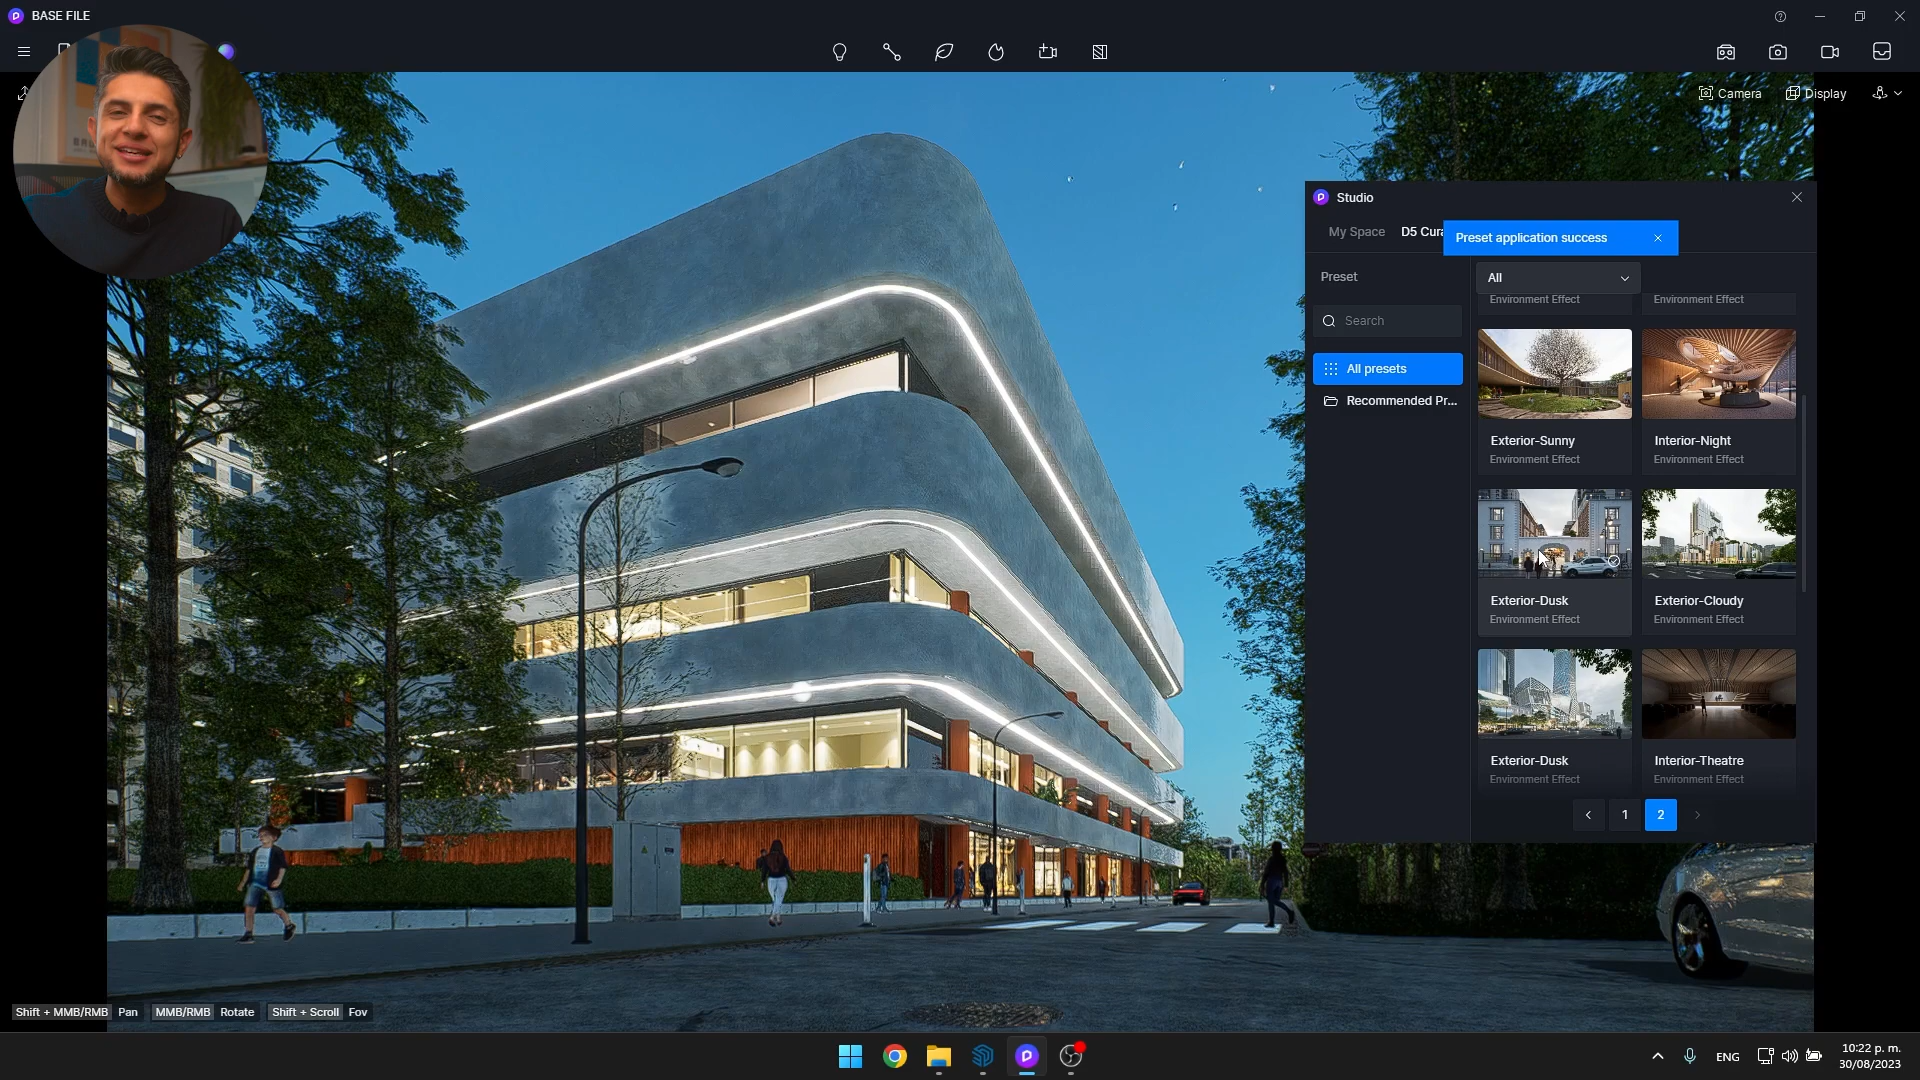 BASE FILE
Camera
Display
Studio
My Space
D5 Cura
Preset application success
Preset
All
Environment Effect
Environment Effect
Search
All presets
Recommended Pr...
Exterior-Sunny
Environment Effect
Interior-Night
Environment Effect
Exterior-Dusk
Environment Effect
Exterior-Cloudy
Environment Effect
Exterior-Dusk
Environment Effect
Interior-Theatre
Environment Effect
1
2
Shift + MMB/RMB Pan
MMB/RMB Rotate
Shift + Scroll Fov
ENG
10:22 p. m.
30/08/2023